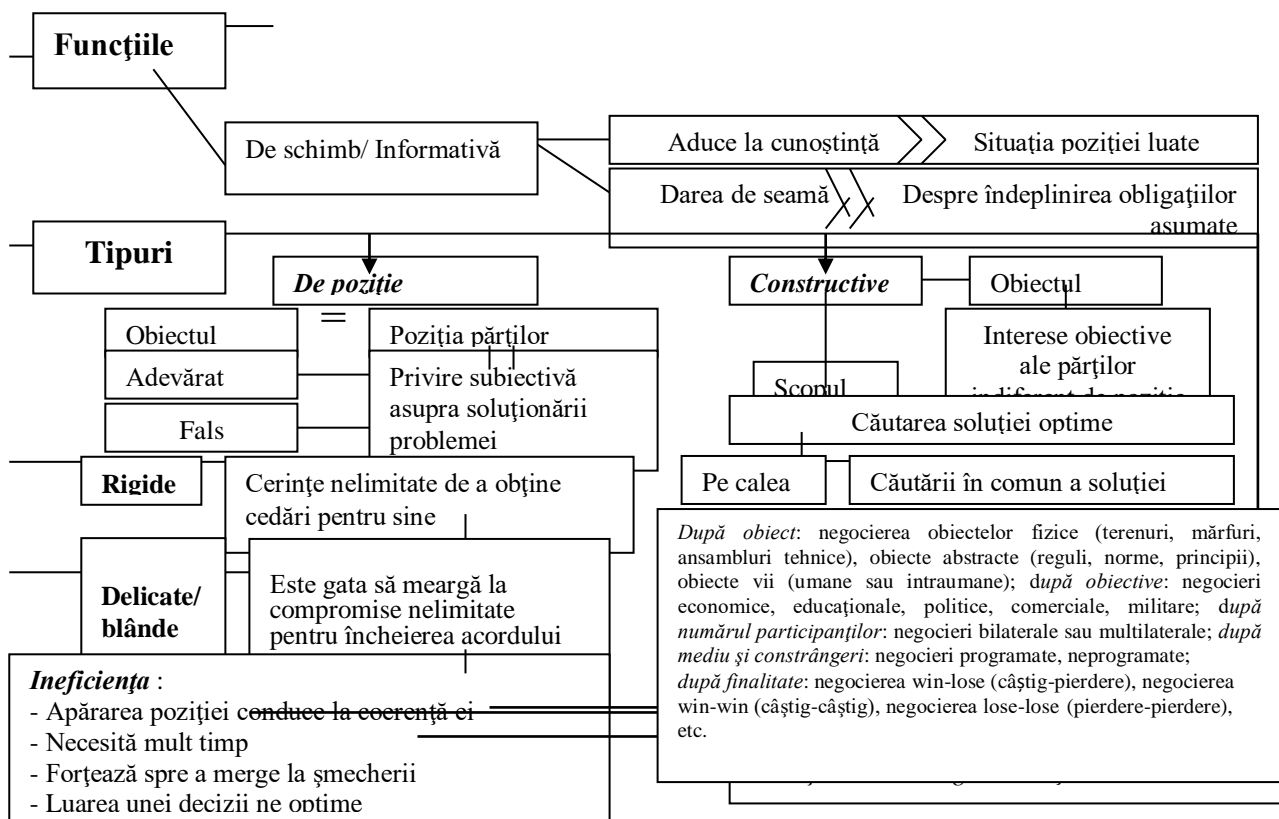 Funcţiile
De schimb/ Informativă
Aduce la cunoştinţă
Situaţia poziţiei luate
Darea de seamă
Despre îndeplinirea obligaţiilor
asumate
Tipuri
De poziţie
Constructive
Obiectul
=
Obiectul
Poziţia părţilor
Interese obiective
ale părţilor
indiferent de poziţie
Adevărat
Privire subiectivă
asupra soluţionării
problemei
Scopul
Fals
Căutarea soluţiei optime
Rigide
Cerinţe nelimitate de a obţine
cedări pentru sine
Pe calea
Căutării în comun a soluţiei
Delicate/
blânde
Este gata să meargă la
compromise nelimitate
pentru încheierea acordului
După obiect: negocierea obiectelor fizice (terenuri, mărfuri,
ansambluri tehnice), obiecte abstracte (reguli, norme, principii),
obiecte vii (umane sau intraumane); după obiective: negocieri
economice, educaţionale, politice, comerciale, militare; după
numărul participanţilor: negocieri bilaterale sau multilaterale; după
mediu şi constrângeri: negocieri programate, neprogramate;
după finalitate: negocierea win-lose (câştig-pierdere), negocierea
win-win (câştig-câştig), negocierea lose-lose (pierdere-pierdere),
etc.
Ineficienţa :
- Apărarea poziţiei conduce la coerenţă ei
- Necesită mult timp
- Forţează spre a merge la şmecherii
- Luarea unei decizii ne optime